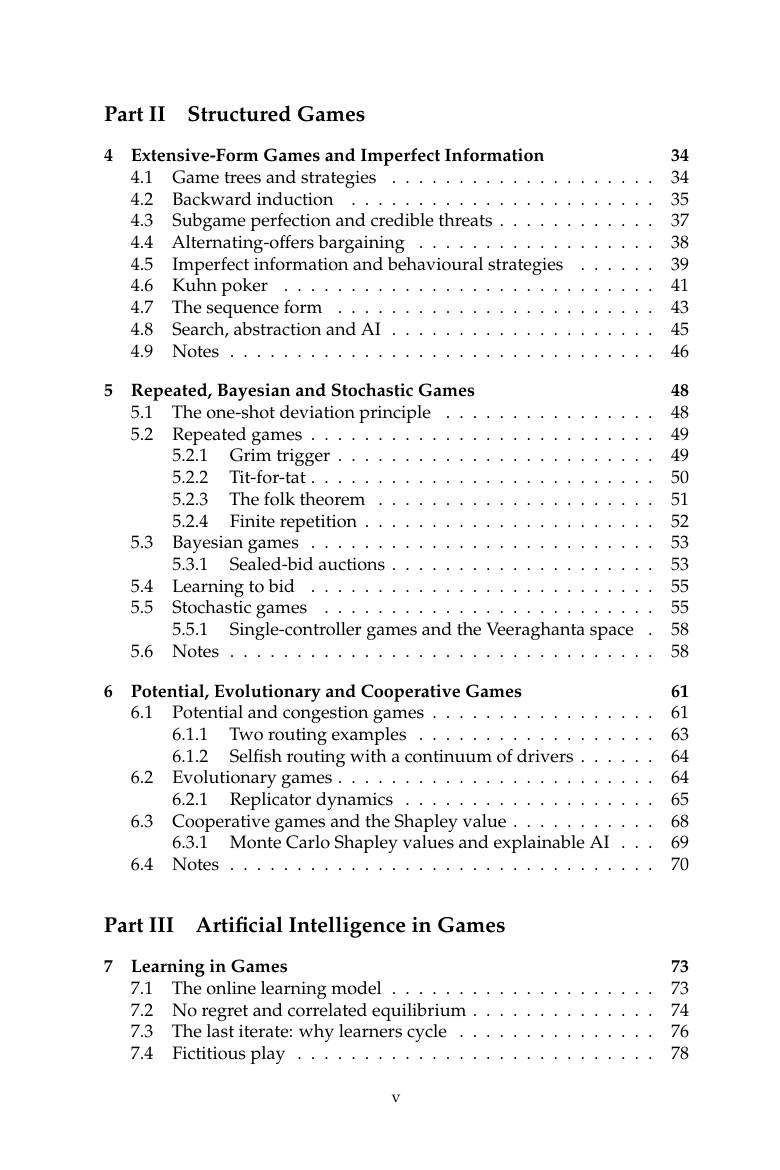 Part II Structured Games
4 Extensive-Form Games and Imperfect Information 34
4.1 Game trees and strategies . . . . . . . . . . . . . . . . . . . . 34
4.2 Backward induction . . . . . . . . . . . . . . . . . . . . . . . 35
4.3 Subgame perfection and credible threats . . . . . . . . . . . . 37
4.4 Alternating-offers bargaining . . . . . . . . . . . . . . . . . . 38
4.5 Imperfect information and behavioural strategies . . . . . . 39
4.6 Kuhn poker . . . . . . . . . . . . . . . . . . . . . . . . . . . . 41
4.7 The sequence form . . . . . . . . . . . . . . . . . . . . . . . . 43
4.8 Search, abstraction and AI . . . . . . . . . . . . . . . . . . . . 45
4.9 Notes . . . . . . . . . . . . . . . . . . . . . . . . . . . . . . . . 46
5 Repeated, Bayesian and Stochastic Games 48
5.1 The one-shot deviation principle . . . . . . . . . . . . . . . . 48
5.2 Repeated games . . . . . . . . . . . . . . . . . . . . . . . . . . 49
5.2.1 Grim trigger . . . . . . . . . . . . . . . . . . . . . . . . 49
5.2.2 Tit-for-tat . . . . . . . . . . . . . . . . . . . . . . . . . . 50
5.2.3 The folk theorem . . . . . . . . . . . . . . . . . . . . . 51
5.2.4 Finite repetition . . . . . . . . . . . . . . . . . . . . . . 52
5.3 Bayesian games . . . . . . . . . . . . . . . . . . . . . . . . . . 53
5.3.1 Sealed-bid auctions . . . . . . . . . . . . . . . . . . . . 53
5.4 Learning to bid . . . . . . . . . . . . . . . . . . . . . . . . . . 55
5.5 Stochastic games . . . . . . . . . . . . . . . . . . . . . . . . . 55
5.5.1 Single-controller games and the Veeraghanta space . 58
5.6 Notes . . . . . . . . . . . . . . . . . . . . . . . . . . . . . . . . 58
6 Potential, Evolutionary and Cooperative Games 61
6.1 Potential and congestion games . . . . . . . . . . . . . . . . . 61
6.1.1 Two routing examples . . . . . . . . . . . . . . . . . . 63
6.1.2 Selfish routing with a continuum of drivers . . . . . . 64
6.2 Evolutionary games . . . . . . . . . . . . . . . . . . . . . . . . 64
6.2.1 Replicator dynamics . . . . . . . . . . . . . . . . . . . 65
6.3 Cooperative games and the Shapley value . . . . . . . . . . . 68
6.3.1 Monte Carlo Shapley values and explainable AI . . . 69
6.4 Notes . . . . . . . . . . . . . . . . . . . . . . . . . . . . . . . . 70
Part III Artificial Intelligence in Games
7 Learning in Games 73
7.1 The online learning model . . . . . . . . . . . . . . . . . . . . 73
7.2 No regret and correlated equilibrium . . . . . . . . . . . . . . 74
7.3 The last iterate: why learners cycle . . . . . . . . . . . . . . . 76
7.4 Fictitious play . . . . . . . . . . . . . . . . . . . . . . . . . . . 78
v